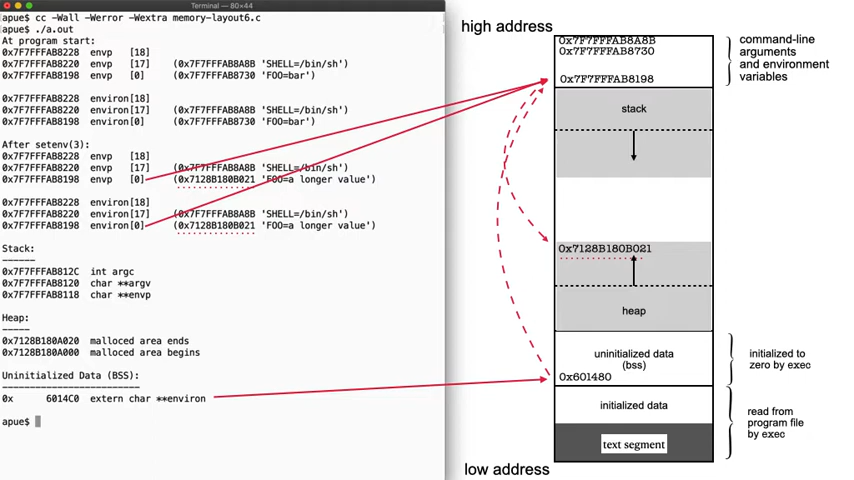 Terminal — 80×44
apue$ cc -Wall -Werror -Wextra memory-layout6.c
apue$ ./a.out
At program start:
0x7F7FFFAB8228  envp   [18]
0x7F7FFFAB8220  envp   [17]    (0x7F7FFFAB8A8B 'SHELL=/bin/sh')
0x7F7FFFAB8198  envp   [0]     (0x7F7FFFAB8730 'FOO=bar')
0x7F7FFFAB8228  environ[18]
0x7F7FFFAB8220  environ[17]    (0x7F7FFFAB8A8B 'SHELL=/bin/sh')
0x7F7FFFAB8198  environ[0]     (0x7F7FFFAB8730 'FOO=bar')
After setenv(3):
0x7F7FFFAB8228  envp   [18]
0x7F7FFFAB8220  envp   [17]    (0x7F7FFFAB8A8B 'SHELL=/bin/sh')
0x7F7FFFAB8198  envp   [0]     (0x7128B180B021 'FOO=a longer value')
0x7F7FFFAB8228  environ[18]
0x7F7FFFAB8220  environ[17]    (0x7F7FFFAB8A8B 'SHELL=/bin/sh')
0x7F7FFFAB8198  environ[0]     (0x7128B180B021 'FOO=a longer value')
Stack:
------
0x7F7FFFAB812C  int argc
0x7F7FFFAB8120  char **argv
0x7F7FFFAB8118  char **envp
Heap:
-----
0x7128B180A020  malloced area ends
0x7128B180A000  malloced area begins
Uninitialized Data (BSS):
-------------------------
0x      6014C0  extern char **environ
apue$
high address
0x7F7FFFAB8A8B
0x7F7FFFAB8730
0x7F7FFFAB8198
command-line
arguments
and environment
variables
stack
0x7128B180B021
heap
uninitialized data
(bss)
0x601480
initialized to
zero by exec
initialized data
read from
program file
by exec
text segment
low address